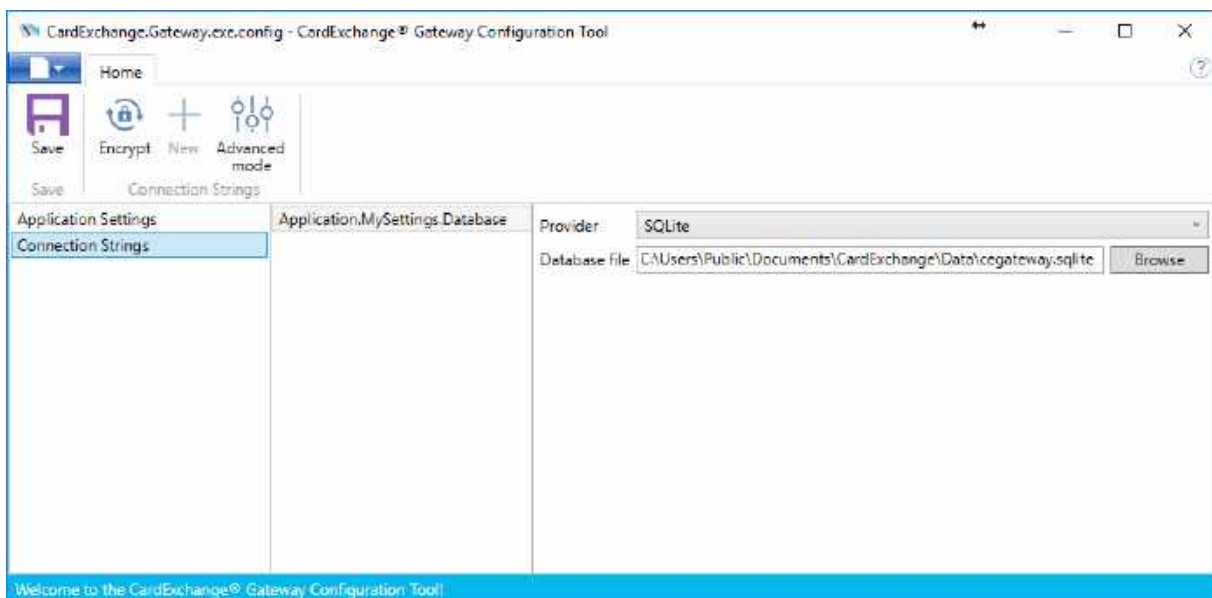 CardExchange.Gateway.exe.config - CardExchange® Gateway Configuration Tool
Home
Save
Encrypt
New
Advanced mode
Save
Connection Strings
Application Settings
Connection Strings
Application.MySettings.Database
Provider
SQLite
Database file
C:\Users\Public\Documents\CardExchange\Data\cegateway.sqlite
Browse
Welcome to the CardExchange® Gateway Configuration Tool!